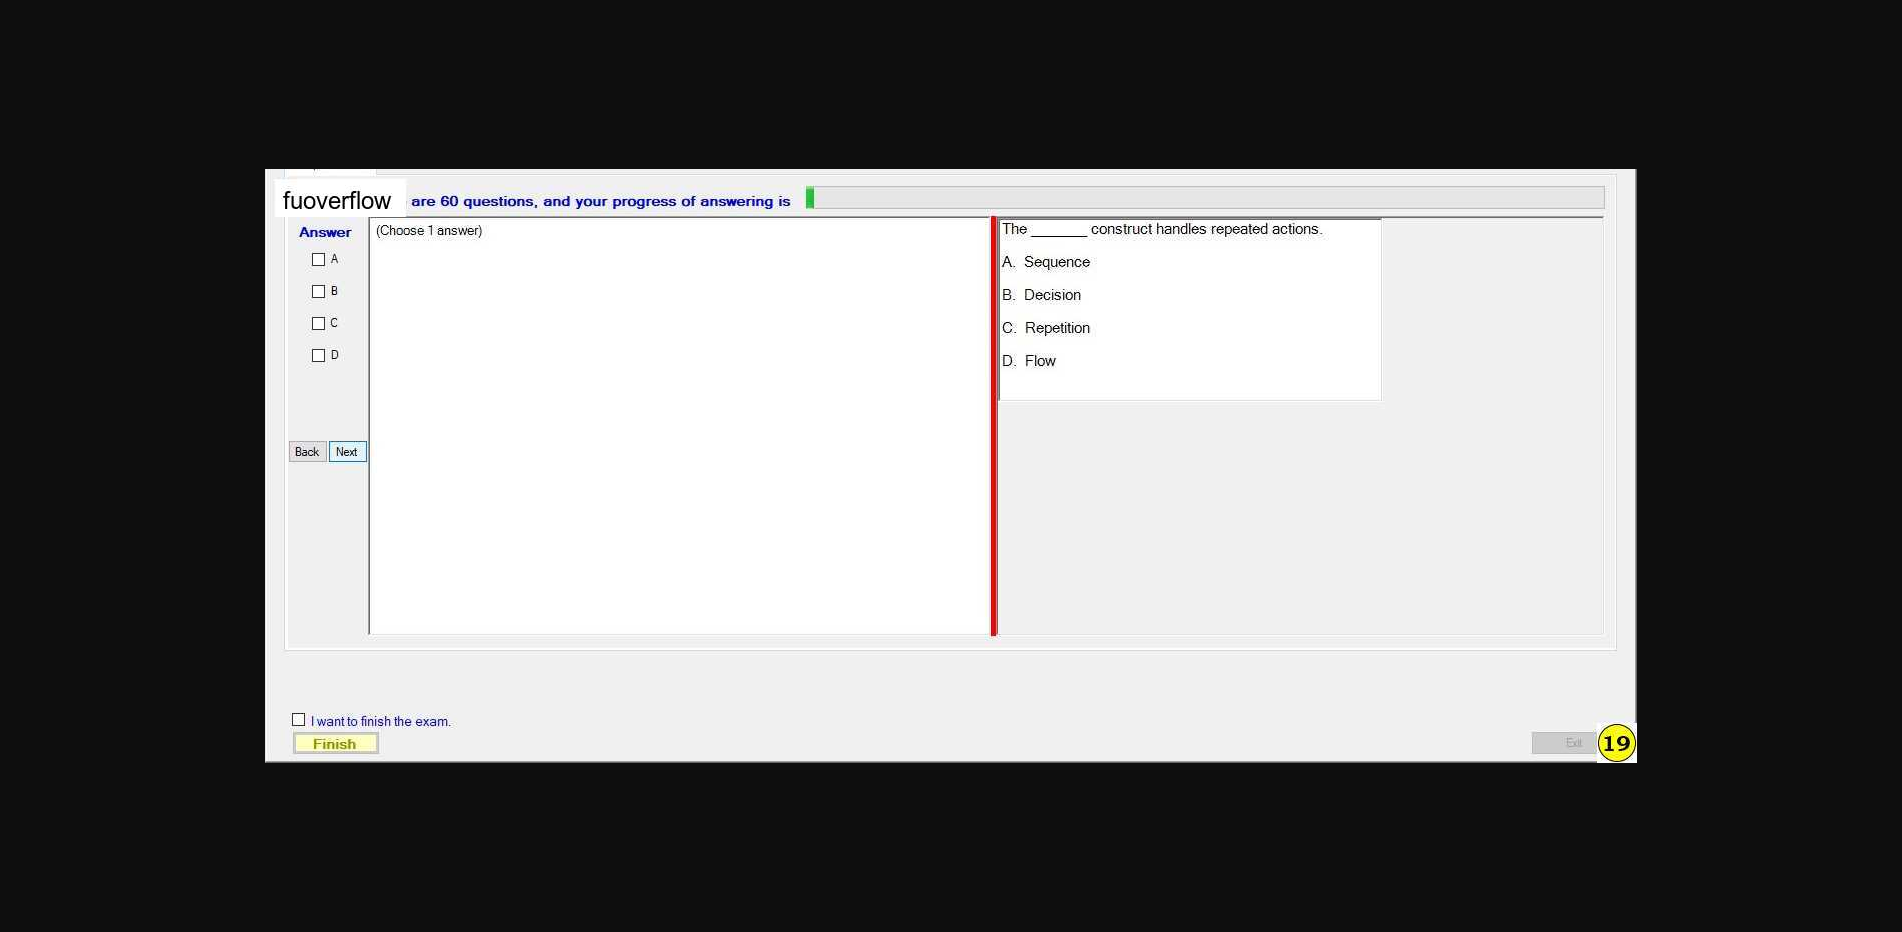 fuoverflow are 60 questions, and your progress of answering is
Answer
A
B
C
D
Back Next
(Choose 1 answer)
The _______ construct handles repeated actions.
A. Sequence
B. Decision
C. Repetition
D. Flow
I want to finish the exam.
Finish
Exit
19